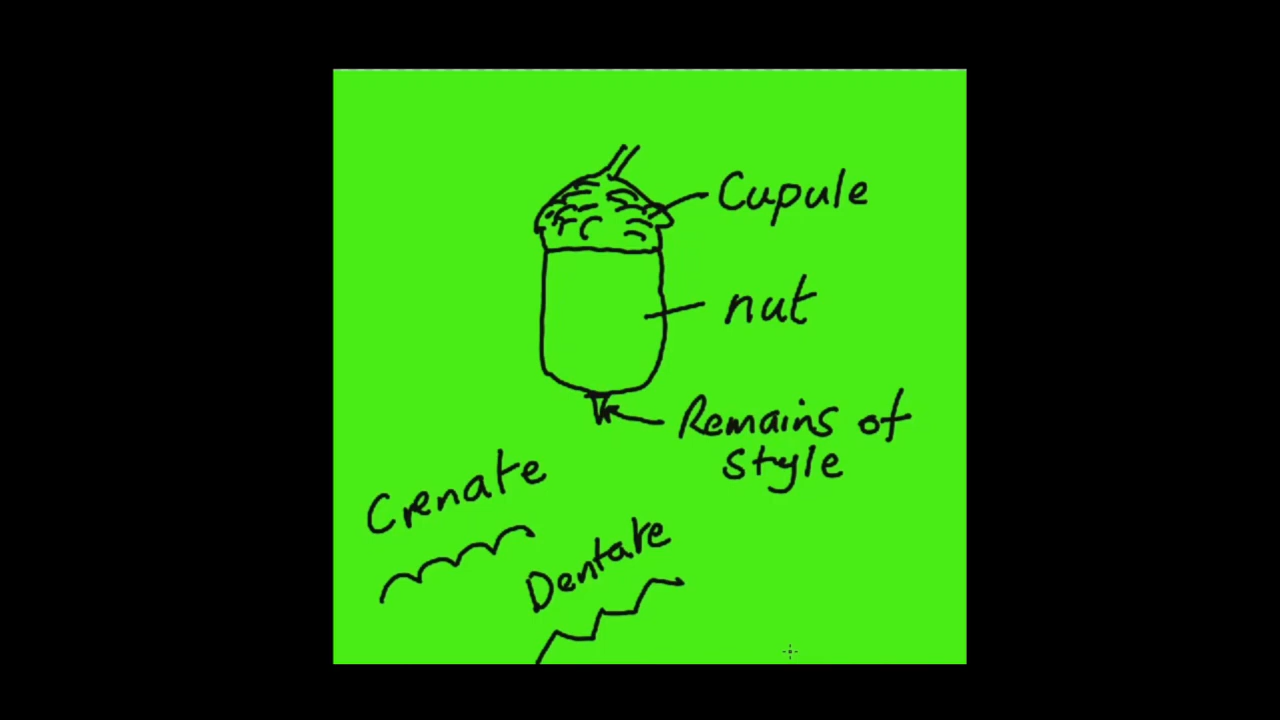 Cupule
nut
Remains of
style
Crenate
Dentate